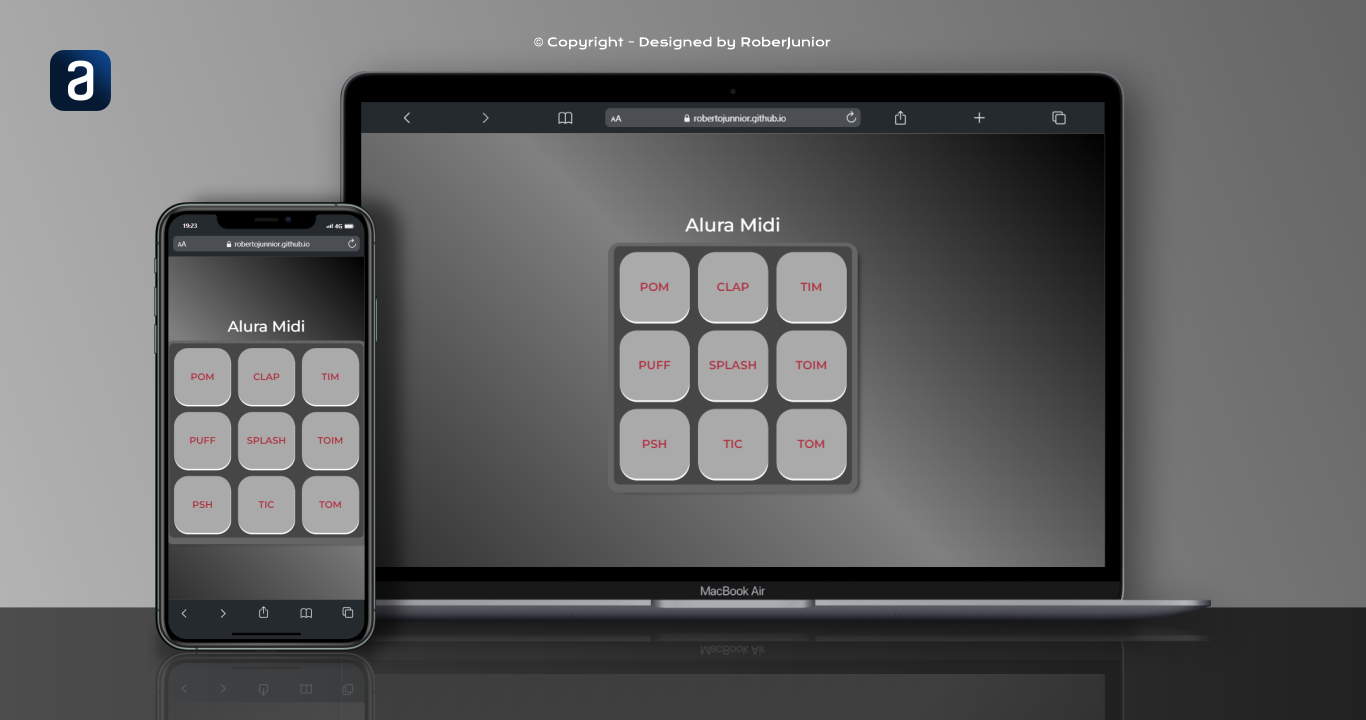 © Copyright - Designed by RoberJunior
a
AA robertojunnior.github.io
Alura Midi
POM CLAP TIM
PUFF SPLASH TOIM
PSH TIC TOM
MacBook Air
19:23 4G
AA robertojunnior.github.io
Alura Midi
POM CLAP TIM
PUFF SPLASH TOIM
PSH TIC TOM
MacBook Air